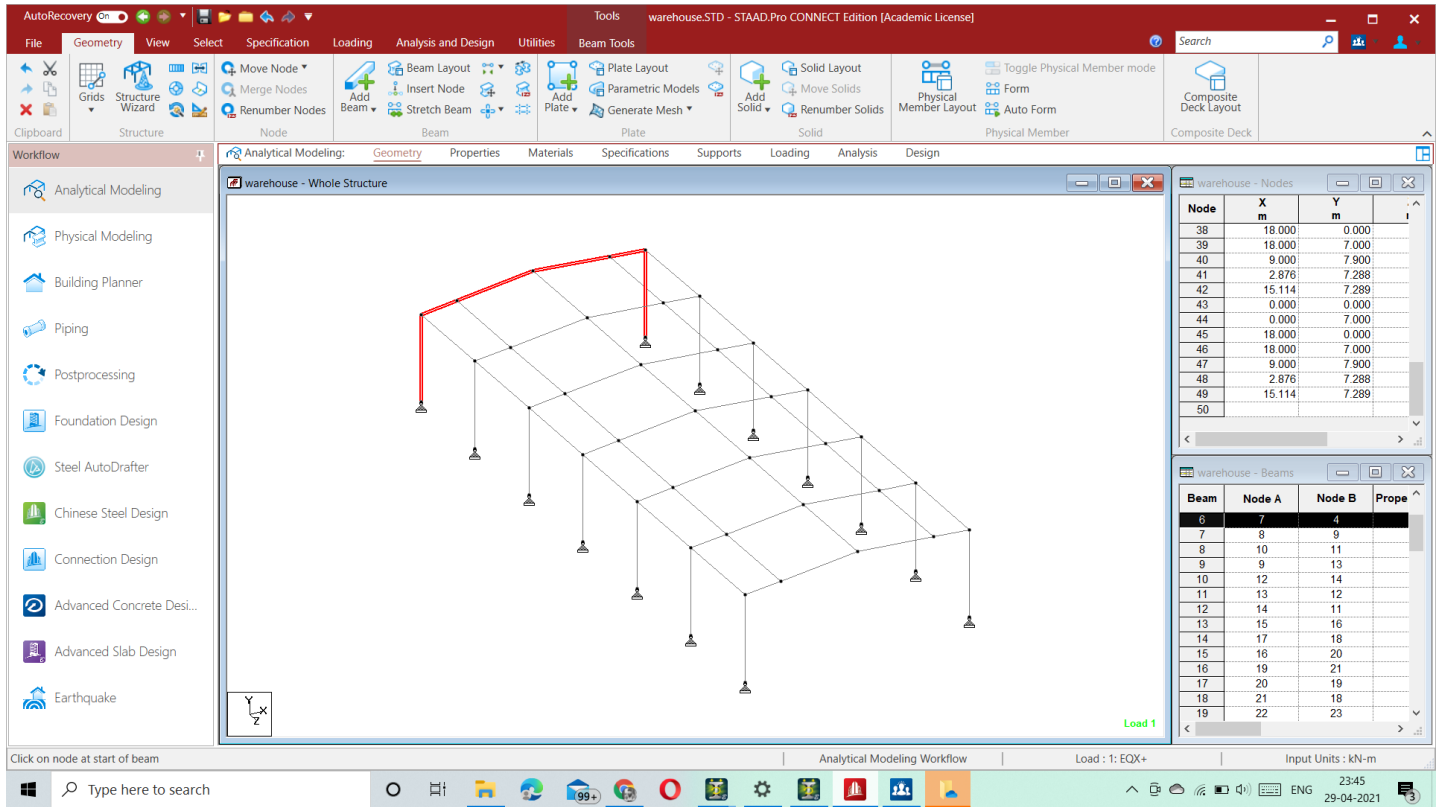 AutoRecovery On Tools warehouse.STD - STAAD.Pro CONNECT Edition [Academic License]
File Geometry View Select Specification Loading Analysis and Design Utilities Beam Tools Search
Grids Structure Wizard Move Node Merge Nodes Renumber Nodes
Add Beam Beam Layout Insert Node Stretch Beam
Add Plate Plate Layout Parametric Models Generate Mesh
Add Solid Solid Layout Move Solids Renumber Solids
Physical Member Layout Toggle Physical Member mode Form Auto Form
Composite Deck Layout
Clipboard Structure Node Beam Plate Solid Physical Member Composite Deck
Workflow
Analytical Modeling: Geometry Properties Materials Specifications Supports Loading Analysis Design
Analytical Modeling
Physical Modeling
Building Planner
Piping
Postprocessing
Foundation Design
Steel AutoDrafter
Chinese Steel Design
Connection Design
Advanced Concrete Desi...
Advanced Slab Design
Earthquake
warehouse - Whole Structure
Y
X
Z
Load 1
warehouse - Nodes
Node X m Y m
38 18.000 0.000
39 18.000 7.000
40 9.000 7.900
41 2.876 7.288
42 15.114 7.289
43 0.000 0.000
44 0.000 7.000
45 18.000 0.000
46 18.000 7.000
47 9.000 7.900
48 2.876 7.288
49 15.114 7.289
50
warehouse - Beams
Beam Node A Node B Prope
6 7 4
7 8 9
8 10 11
9 9 13
10 12 14
11 13 12
12 14 11
13 15 16
14 17 18
15 16 20
16 19 21
17 20 19
18 21 18
19 22 23
Click on node at start of beam Analytical Modeling Workflow Load : 1: EQX+ Input Units : kN-m
Type here to search 99+ ENG 23:45
29-04-2021 3